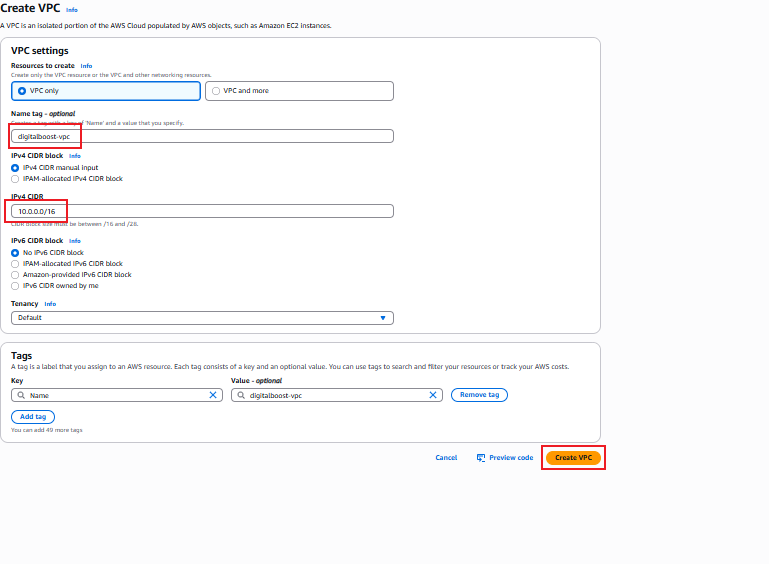 Create VPC Info
A VPC is an isolated portion of the AWS Cloud populated by AWS objects, such as Amazon EC2 instances.
VPC settings
Resources to create Info
Create only the VPC resource or the VPC and other networking resources.
VPC only
VPC and more
Name tag - optional
Creates a tag with a key of 'Name' and a value that you specify.
digitalboost-vpc
IPv4 CIDR block Info
IPv4 CIDR manual input
IPAM-allocated IPv4 CIDR block
IPv4 CIDR
10.0.0.0/16
CIDR block size must be between /16 and /28.
IPv6 CIDR block Info
No IPv6 CIDR block
IPAM-allocated IPv6 CIDR block
Amazon-provided IPv6 CIDR block
IPv6 CIDR owned by me
Tenancy Info
Default
Tags
A tag is a label that you assign to an AWS resource. Each tag consists of a key and an optional value. You can use tags to search and filter your resources or track your AWS costs.
Key Value - optional
Name digitalboost-vpc Remove tag
Add tag
You can add 49 more tags
Cancel Preview code Create VPC